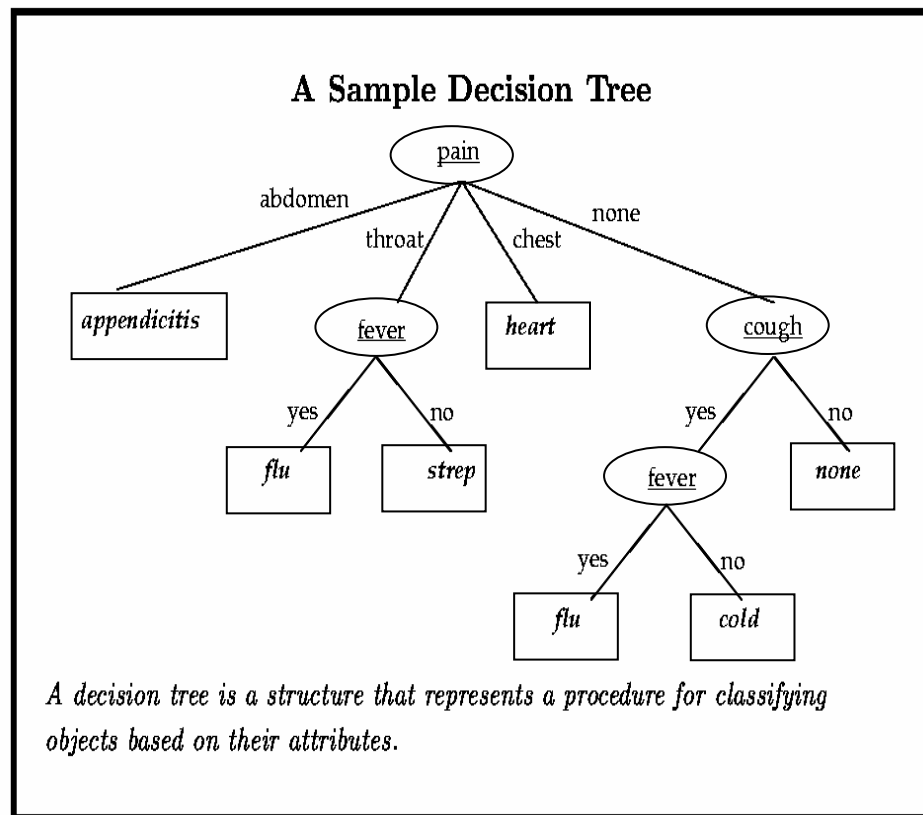 A Sample Decision Tree
pain
abdomen
none
throat
chest
appendicitis
fever
heart
cough
yes
no
yes
no
flu
strep
fever
none
yes
no
flu
cold
A decision tree is a structure that represents a procedure for classifying
objects based on their attributes.